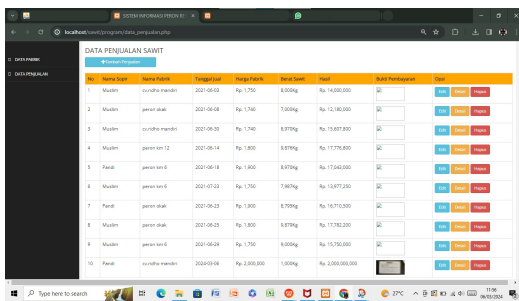 SISTEM INFORMASI PERON RI
localhost/sawit/program/data_penjualan.php
DATA PABRIK
DATA PENJUALAN
DATA PENJUALAN SAWIT
+Tambah Penjualan
No Nama Supir Nama Pabrik Tanggal Jual Harga Pabrik Berat Sawit Hasil Bukti Pembayaran Opsi
1 Muslim cv.ridho mandiri 2021-06-03 Rp. 1,750 8,000Kg Rp. 14,000,000 Edit Detail Hapus
2 Muslim peron okak 2021-06-08 Rp. 1,740 7,000Kg Rp. 12,180,000 Edit Detail Hapus
3 Muslim cv.ridho mandiri 2021-06-30 Rp. 1,740 8,970Kg Rp. 15,607,800 Edit Detail Hapus
4 Muslim peron km 12 2021-06-14 Rp. 1,800 9,876Kg Rp. 17,776,800 Edit Detail Hapus
5 Pandi peron km 6 2021-06-18 Rp. 1,900 8,970Kg Rp. 17,043,000 Edit Detail Hapus
6 Muslim peron km 6 2021-07-23 Rp. 1,750 7,987Kg Rp. 13,977,250 Edit Detail Hapus
7 Pandi peron okak 2021-06-23 Rp. 1,900 8,795Kg Rp. 16,710,500 Edit Detail Hapus
8 Muslim peron okak 2021-06-25 Rp. 1,800 9,879Kg Rp. 17,782,200 Edit Detail Hapus
9 Muslim peron km 6 2021-06-29 Rp. 1,750 9,000Kg Rp. 15,750,000 Edit Detail Hapus
10 Pandi cv.ridho mandiri 2024-03-06 Rp. 2,000,000 1,000Kg Rp. 2,000,000,000 Edit Detail Hapus
Type here to search 27°C 11:56
06/03/2024